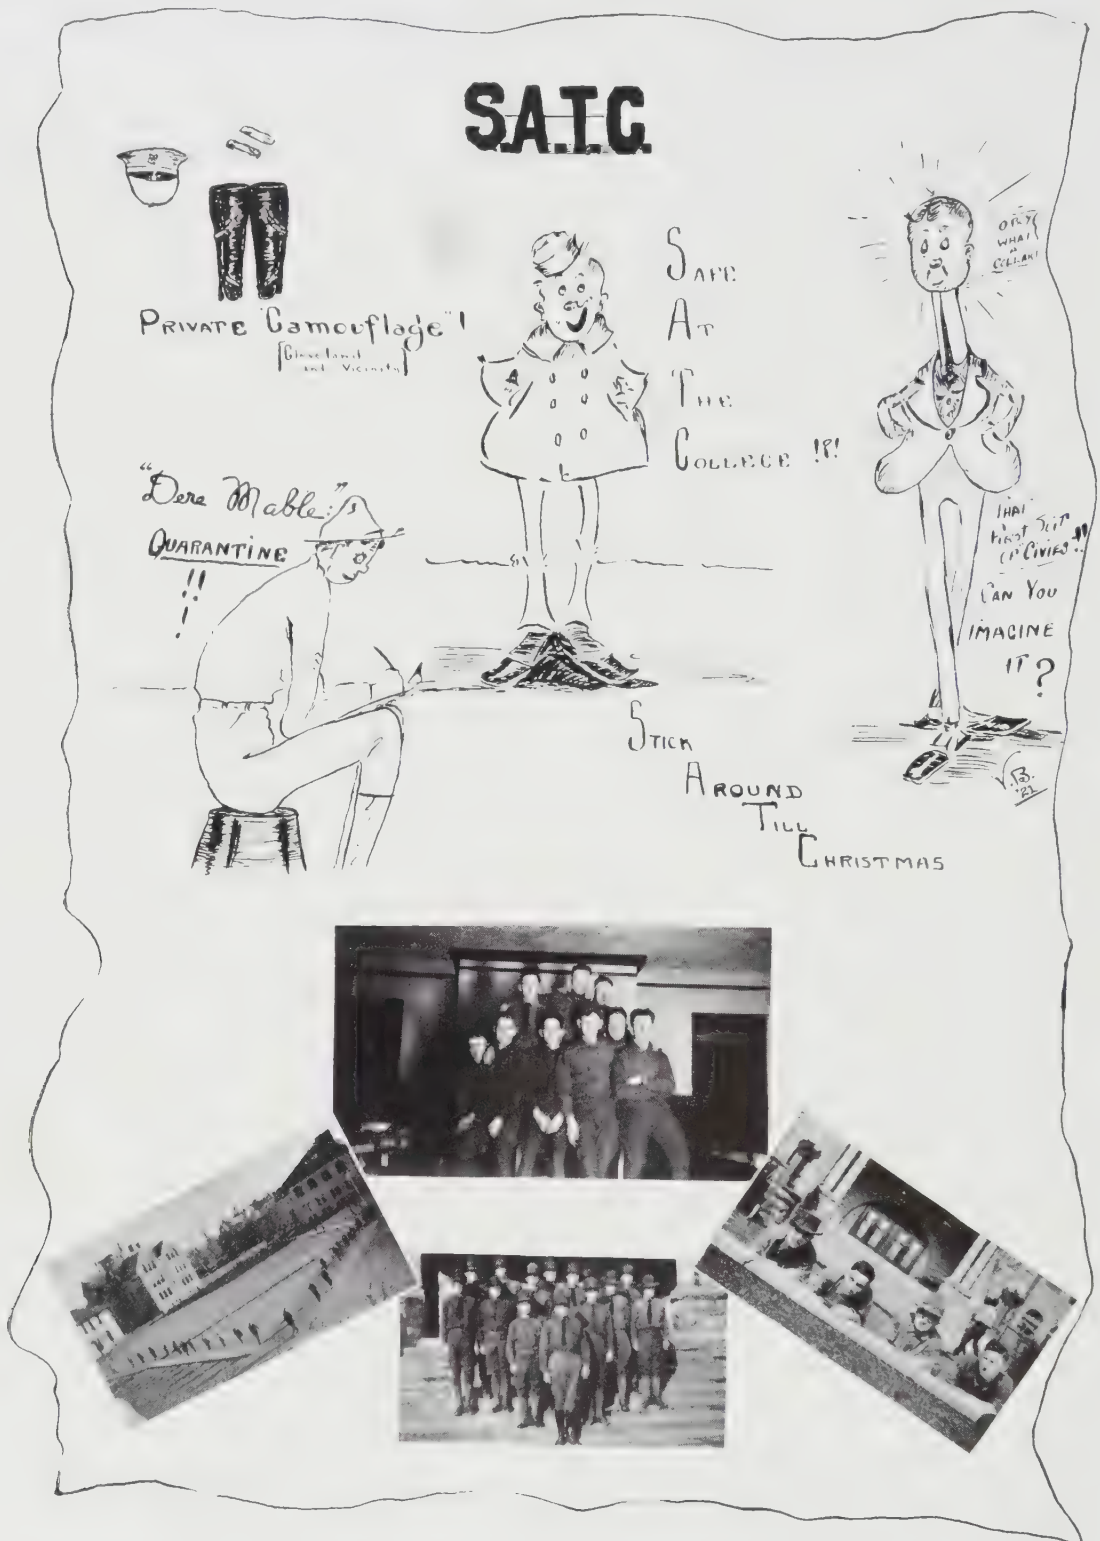 S.A.T.C.
PRIVATE "Camouflage"!
[Cleveland
and Vicinity]
SAFE
AT
THE
COLLEGE !?!
OH, Y
WHAT
A
COLLAR!
"Dere Mable:"
QUARANTINE
!!!
THAT
FIRST SUIT
OF CIVIES!!
CAN YOU
IMAGINE
IT?
STICK
AROUND
TILL
CHRISTMAS
V.B.
'22